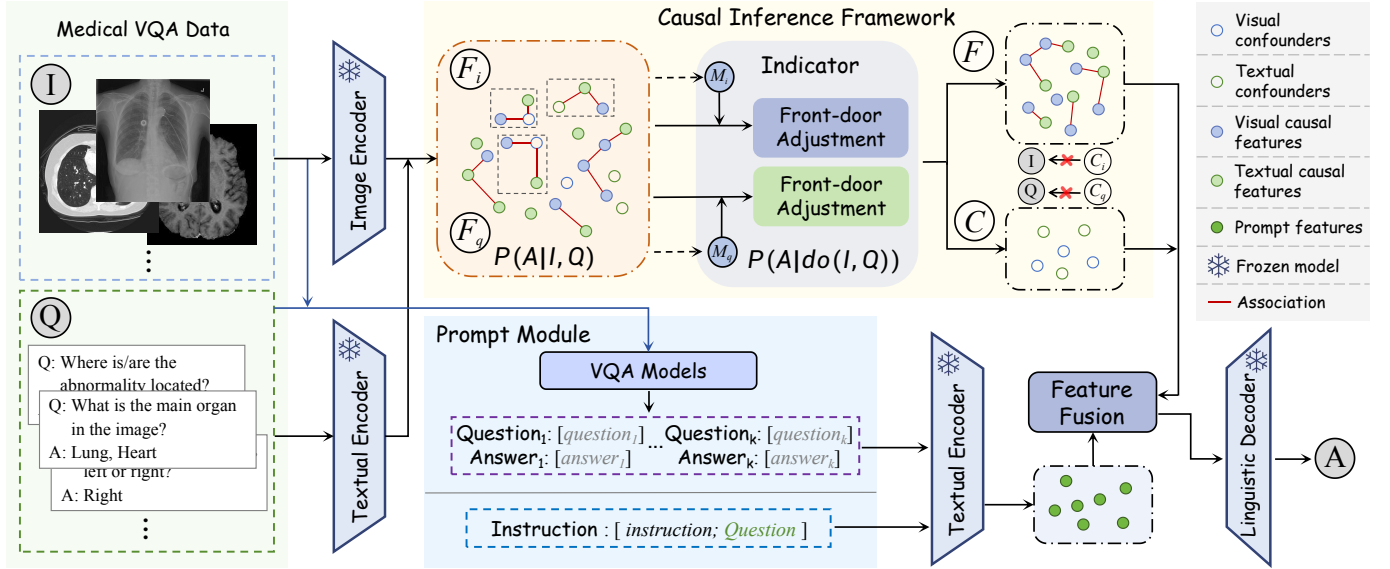 Medical VQA Data
I
Q
Q: Where is/are the
abnormality located?
Q: What is the main organ
in the image?
A: Lung, Heart
left or right?
A: Right
Image Encoder
Textual Encoder
Causal Inference Framework
F_i
F_q
P(A|I, Q)
M_i
M_q
Indicator
Front-door
Adjustment
Front-door
Adjustment
P(A|do(I, Q))
F
I
C_i
Q
C_q
C
Prompt Module
VQA Models
Question₁: [question₁] ... Question_k: [question_k]
Answer₁: [answer₁] Answer_k: [answer_k]
Instruction : [ instruction; Question ]
Textual Encoder
Feature
Fusion
Linguistic Decoder
A
Visual
confounders
Textual
confounders
Visual causal
features
Textual causal
features
Prompt features
Frozen model
Association